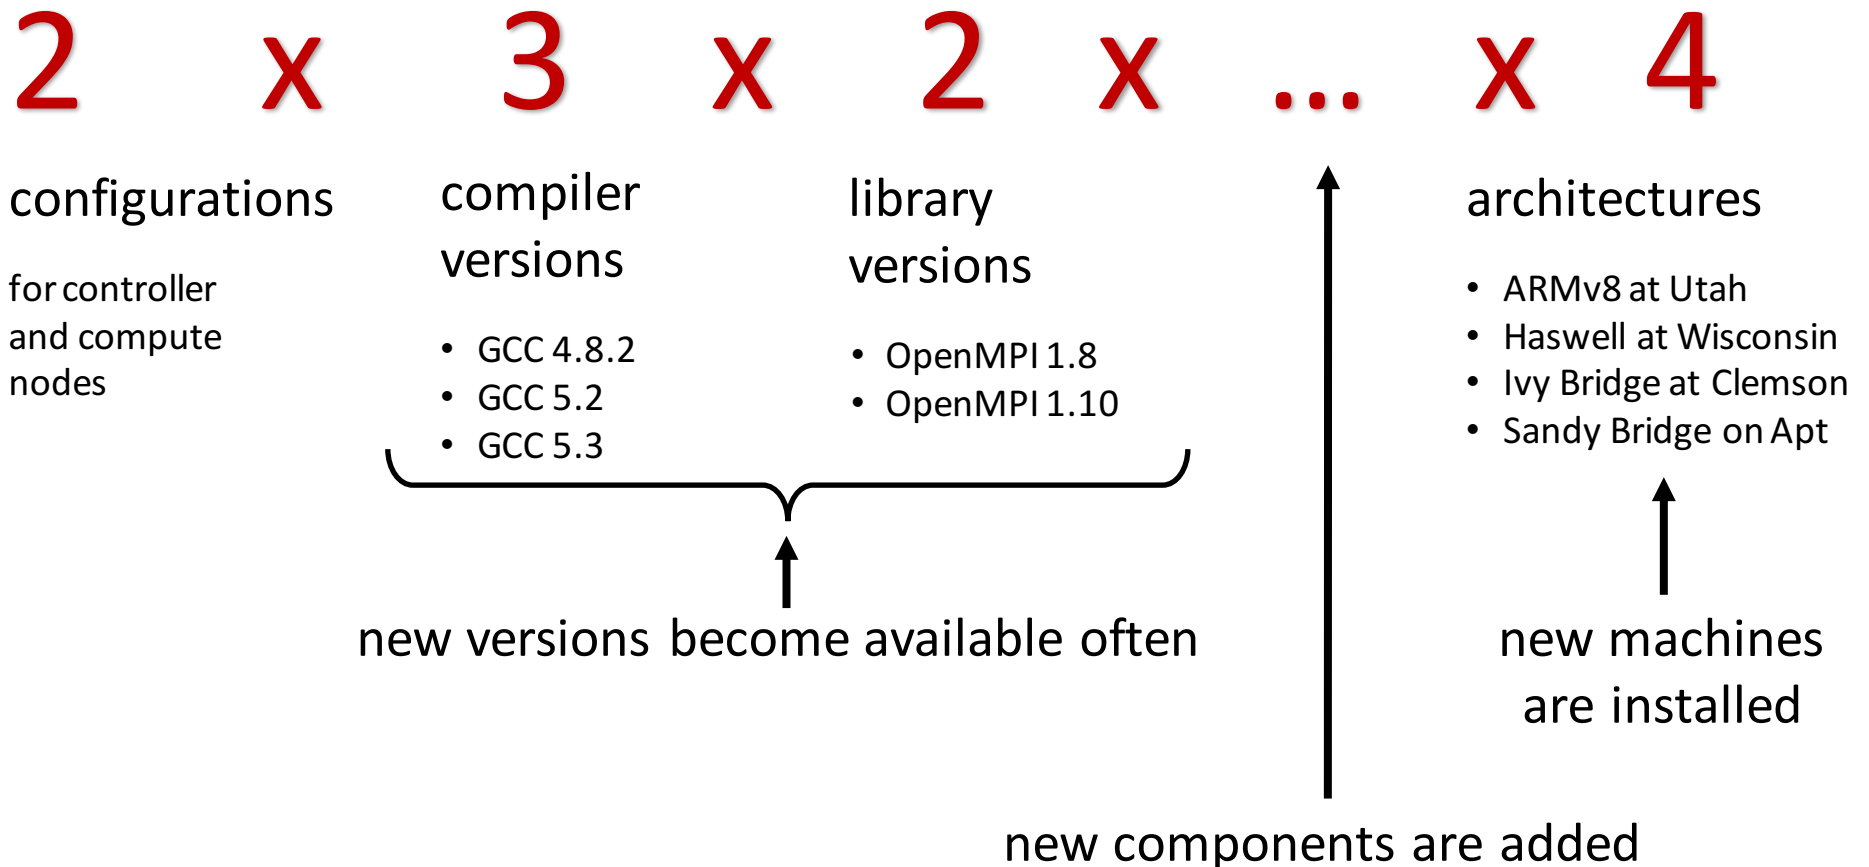 2 x 3 x 2 x ... x 4
configurations
for controller
and compute
nodes
compiler
versions
• GCC 4.8.2
• GCC 5.2
• GCC 5.3
library
versions
• OpenMPI 1.8
• OpenMPI 1.10
architectures
• ARMv8 at Utah
• Haswell at Wisconsin
• Ivy Bridge at Clemson
• Sandy Bridge on Apt
new versions become available often
new machines
are installed
new components are added